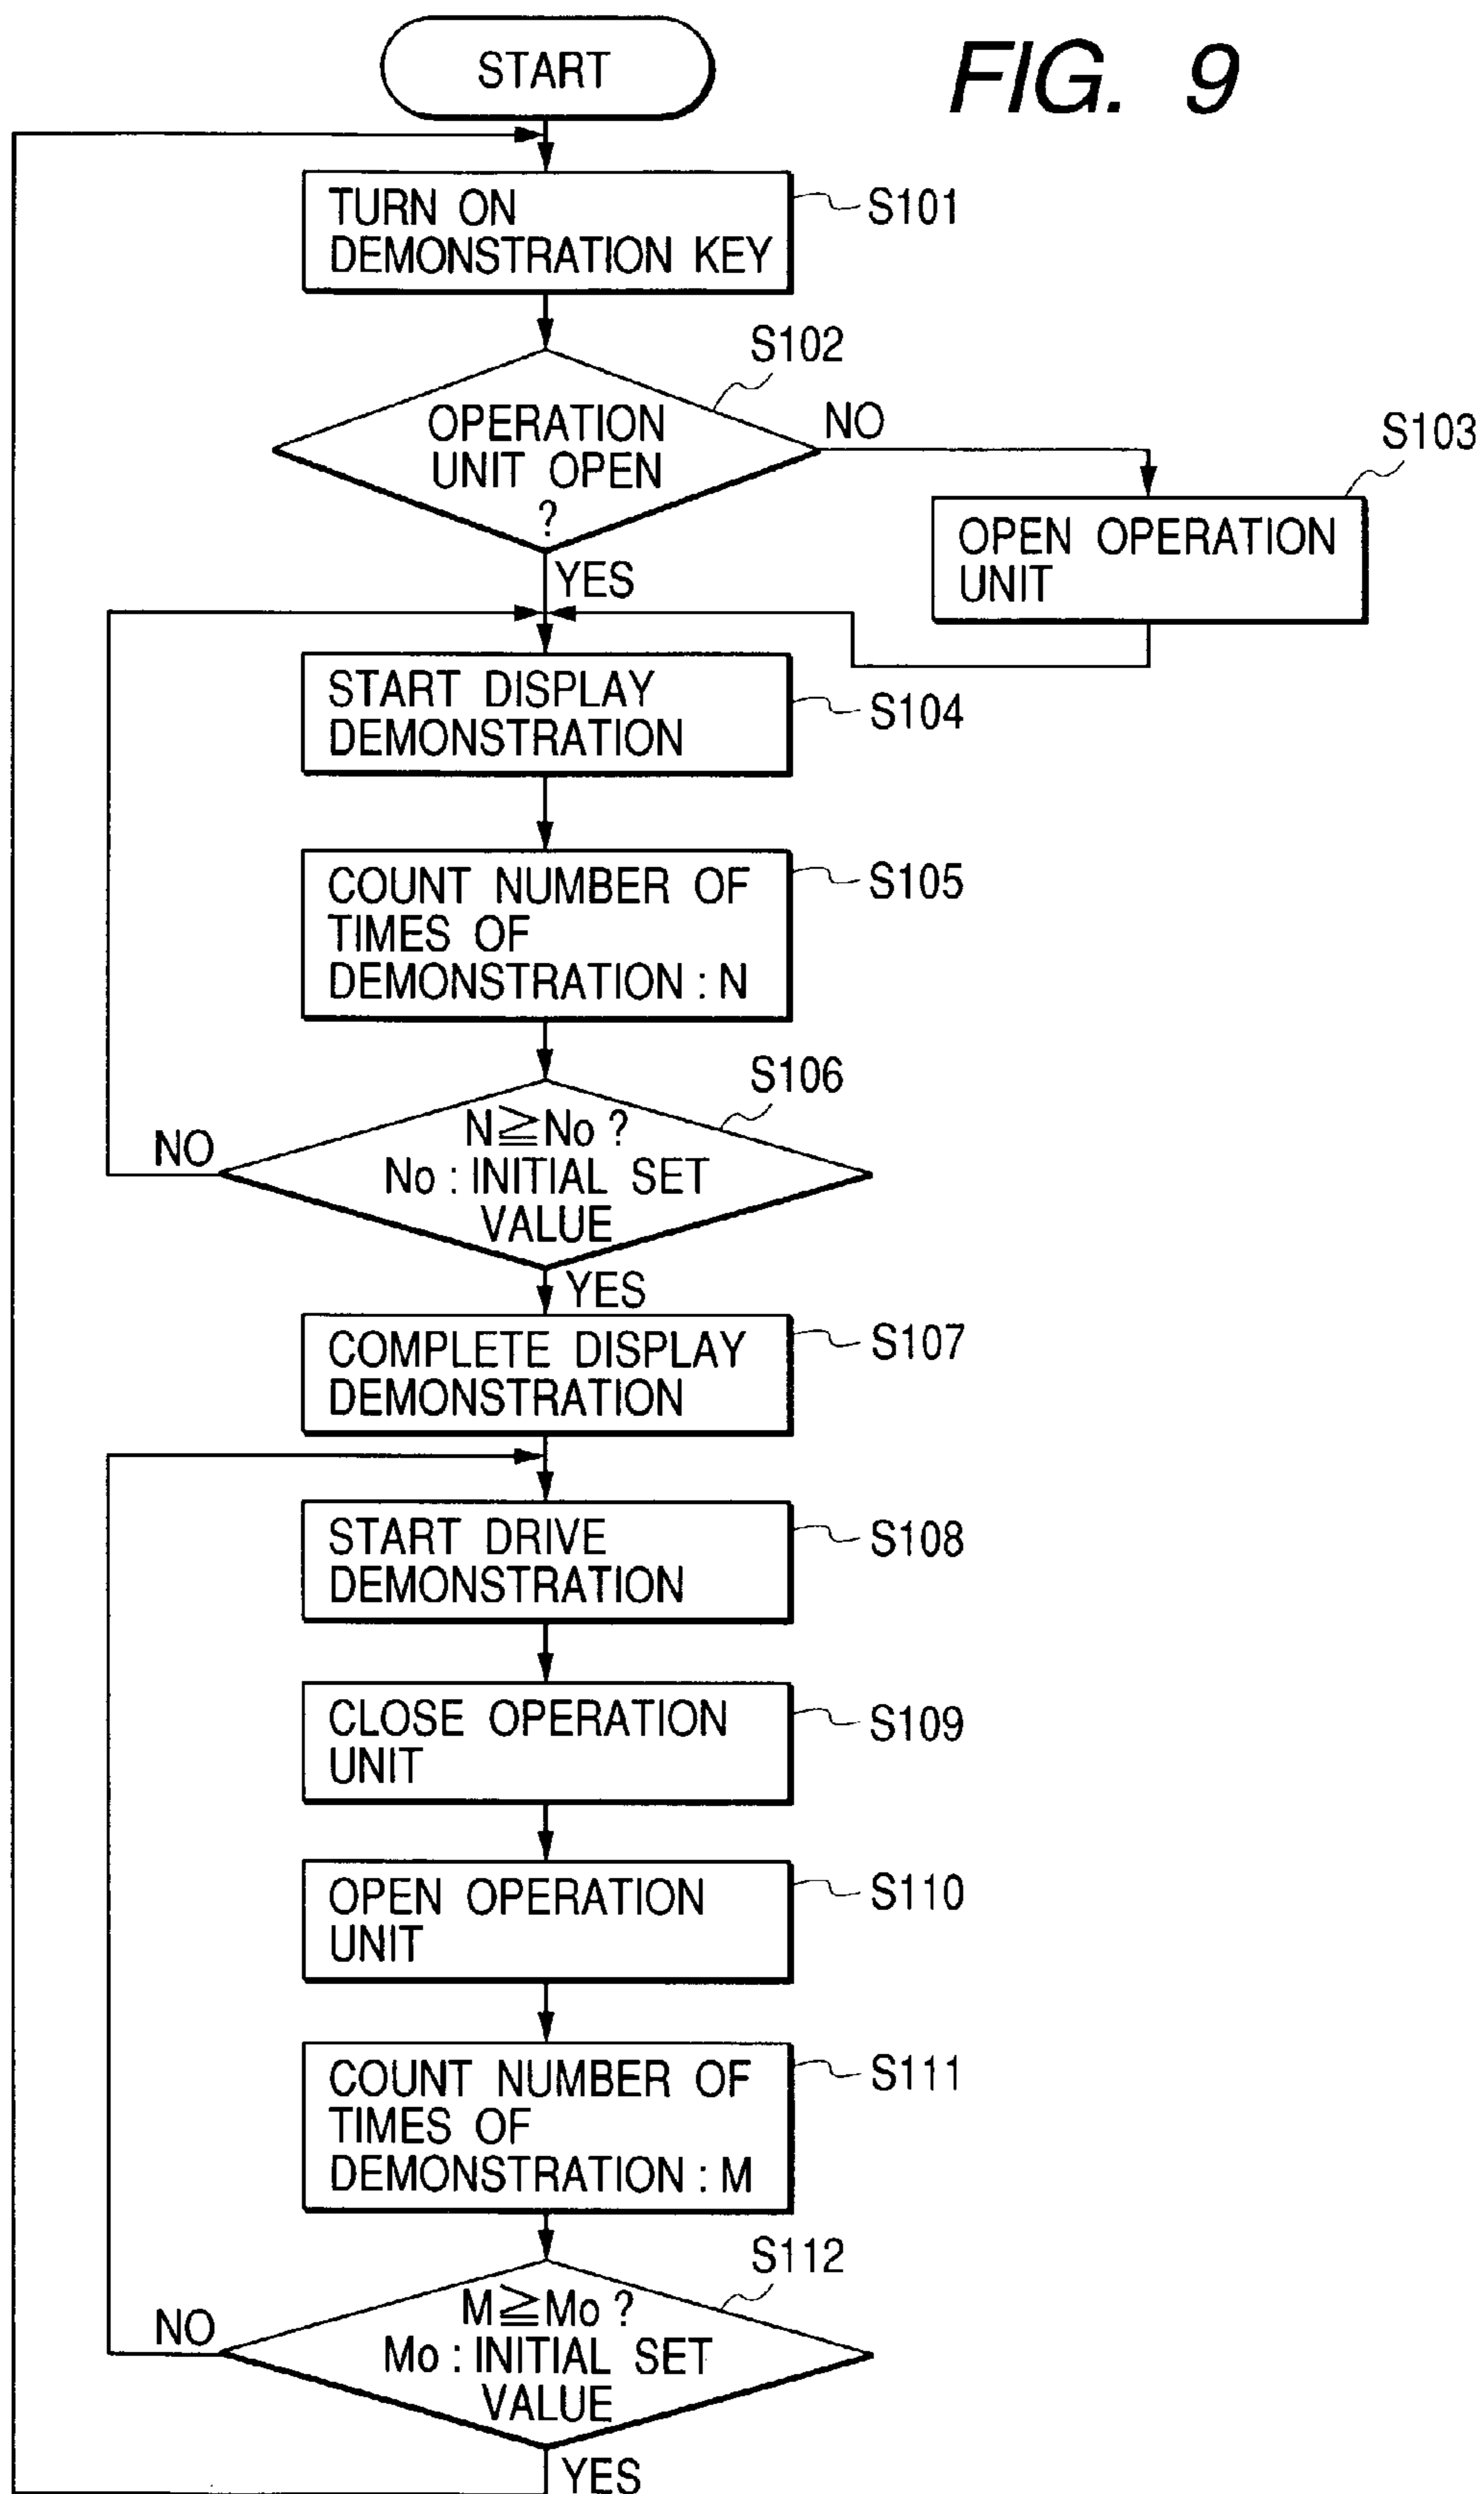 START
FIG. 9
TURN ON
DEMONSTRATION KEY
S101
S102
OPERATION
UNIT OPEN
?
NO
YES
S103
OPEN OPERATION
UNIT
START DISPLAY
DEMONSTRATION
S104
COUNT NUMBER OF
TIMES OF
DEMONSTRATION : N
S105
S106
N≧No ?
No : INITIAL SET
VALUE
NO
YES
COMPLETE DISPLAY
DEMONSTRATION
S107
START DRIVE
DEMONSTRATION
S108
CLOSE OPERATION
UNIT
S109
OPEN OPERATION
UNIT
S110
COUNT NUMBER OF
TIMES OF
DEMONSTRATION : M
S111
S112
M≧Mo ?
Mo : INITIAL SET
VALUE
NO
YES